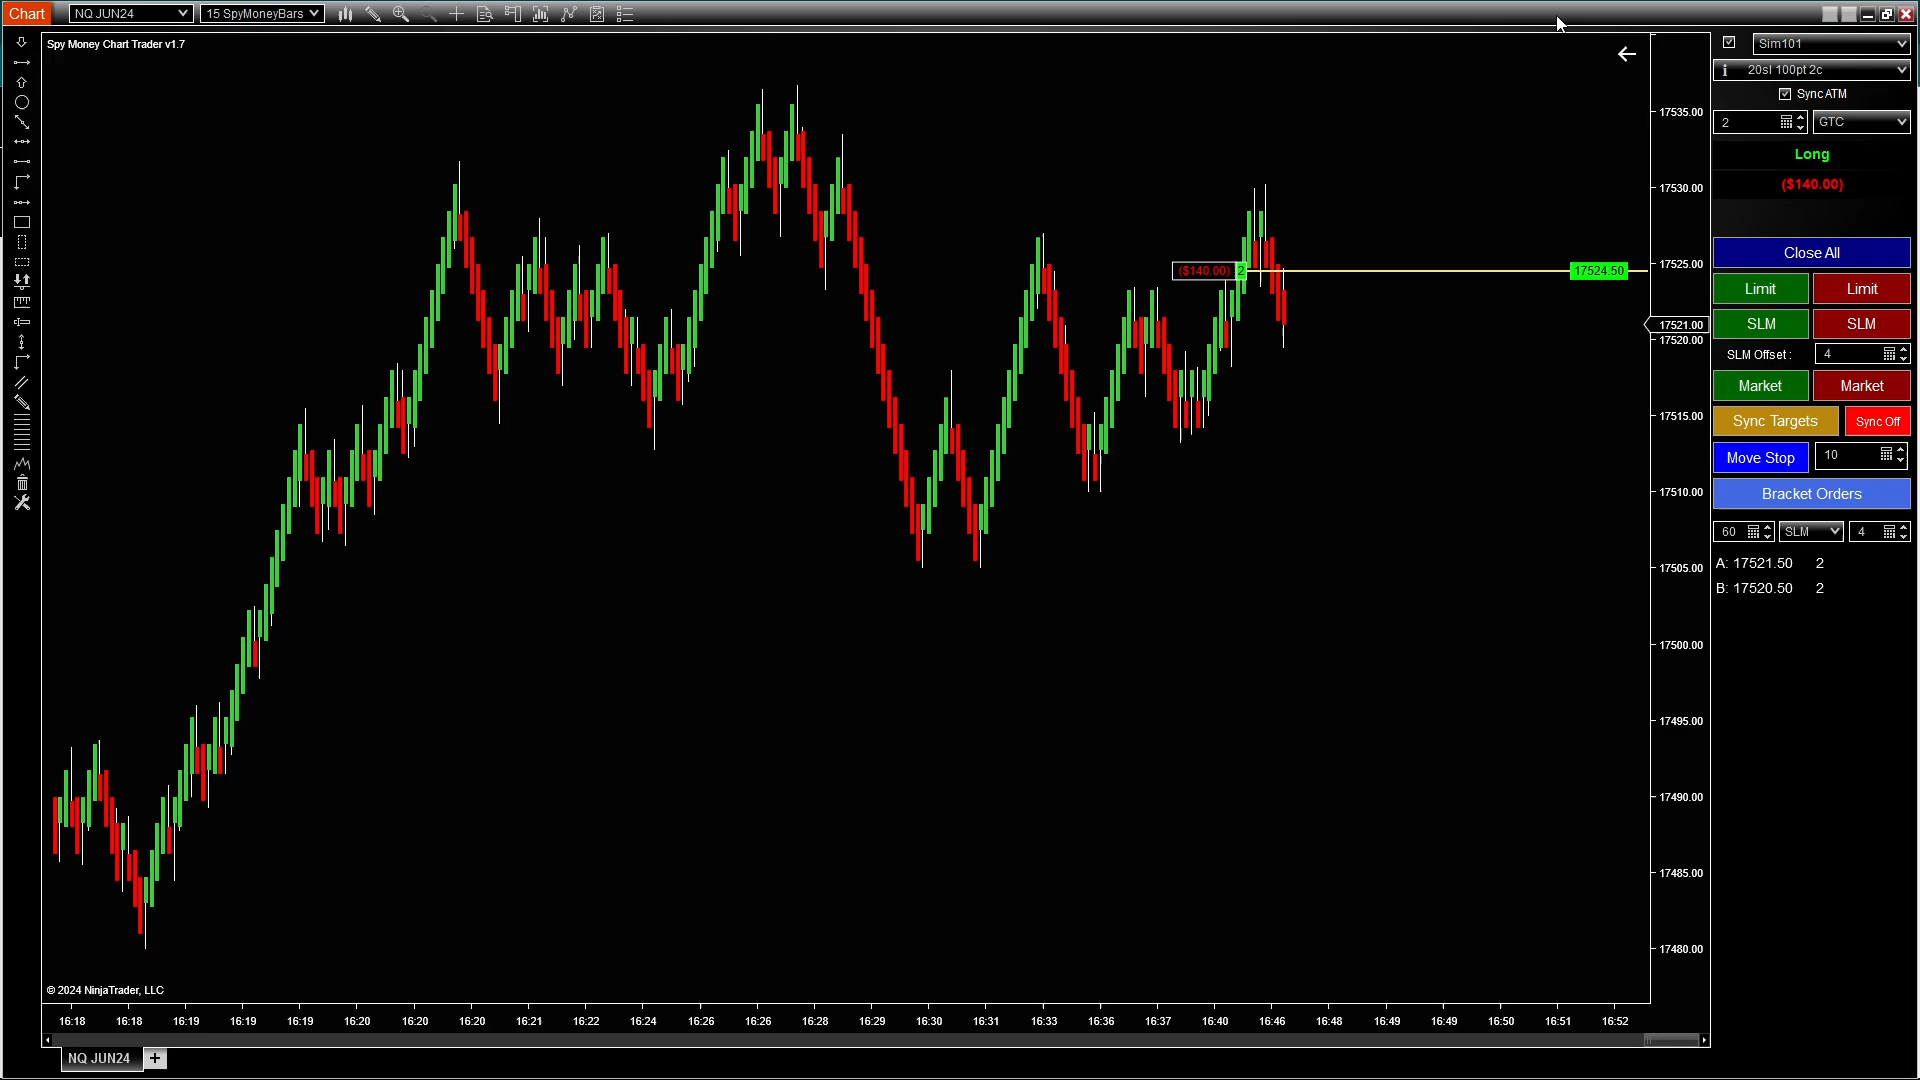 Chart NQ JUN24 15 SpyMoneyBars
Spy Money Chart Trader v1.7
Sim101
20sl 100pt 2c
Sync ATM
2 GTC
Long
($140.00)
Close All
Limit Limit
SLM SLM
SLM Offset : 4
Market Market
Sync Targets Sync Off
Move Stop 10
Bracket Orders
60 SLM 4
A: 17521.50 2
B: 17520.50 2
17535.00
17530.00
17525.00
($140.00) 2 17524.50
17521.00
17520.00
17515.00
17510.00
17505.00
17500.00
17495.00
17490.00
17485.00
17480.00
© 2024 NinjaTrader, LLC
16:18 16:18 16:19 16:19 16:19 16:20 16:20 16:20 16:21 16:22 16:24 16:26 16:26 16:28 16:29 16:30 16:31 16:33 16:36 16:37 16:40 16:46 16:48 16:49 16:49 16:50 16:51 16:52
NQ JUN24 +